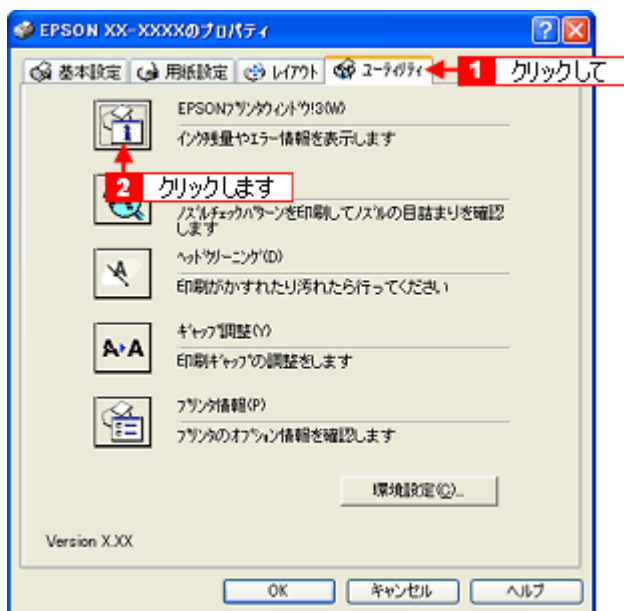 EPSON XX-XXXXのプロパティ
基本設定 用紙設定 レイアウト ユーティリティ 1 クリックして
EPSONプリンタウィンドウ!3(W)
インク残量やエラー情報を表示します
2 クリックします
ノズルチェックパターンを印刷してノズルの目詰まりを確認
します
ヘッドクリーニング(D)
印刷がかすれたり汚れたら行ってください
ギャップ調整(Y)
A▸A
印刷ギャップの調整をします
プリンタ情報(P)
プリンタのオプション情報を確認します
環境設定(C)...
Version X.XX
OK キャンセル ヘルプ